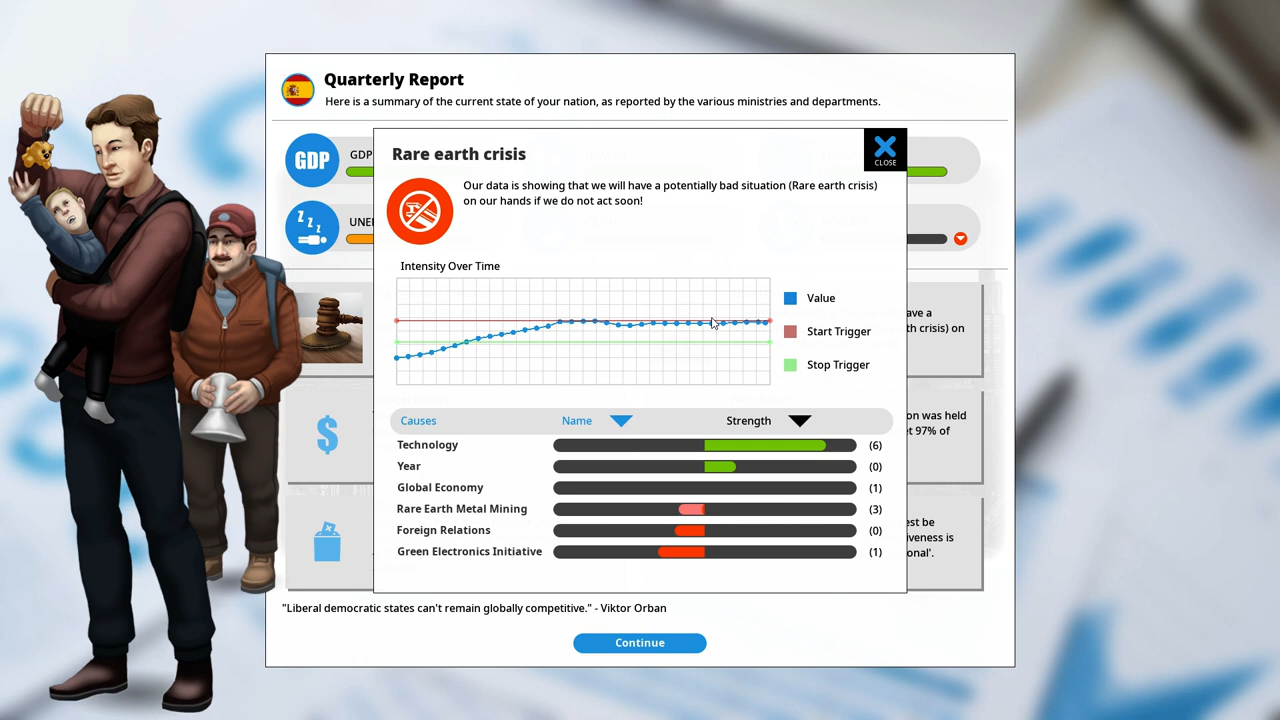 Quarterly Report
Here is a summary of the current state of your nation, as reported by the various ministries and departments.
GDP
GDP
Z Z Z
UNE
Rare earth crisis
CLOSE
Our data is showing that we will have a potentially bad situation (Rare earth crisis)
on our hands if we do not act soon!
Intensity Over Time
Value
Start Trigger
Stop Trigger
Causes Name Strength
Technology (6)
Year (0)
Global Economy (1)
Rare Earth Metal Mining (3)
Foreign Relations (0)
Green Electronics Initiative (1)
ave a
th crisis) on
$
on was held
et 97% of
est be
iveness is
onal'.
"Liberal democratic states can't remain globally competitive." - Viktor Orban
Continue